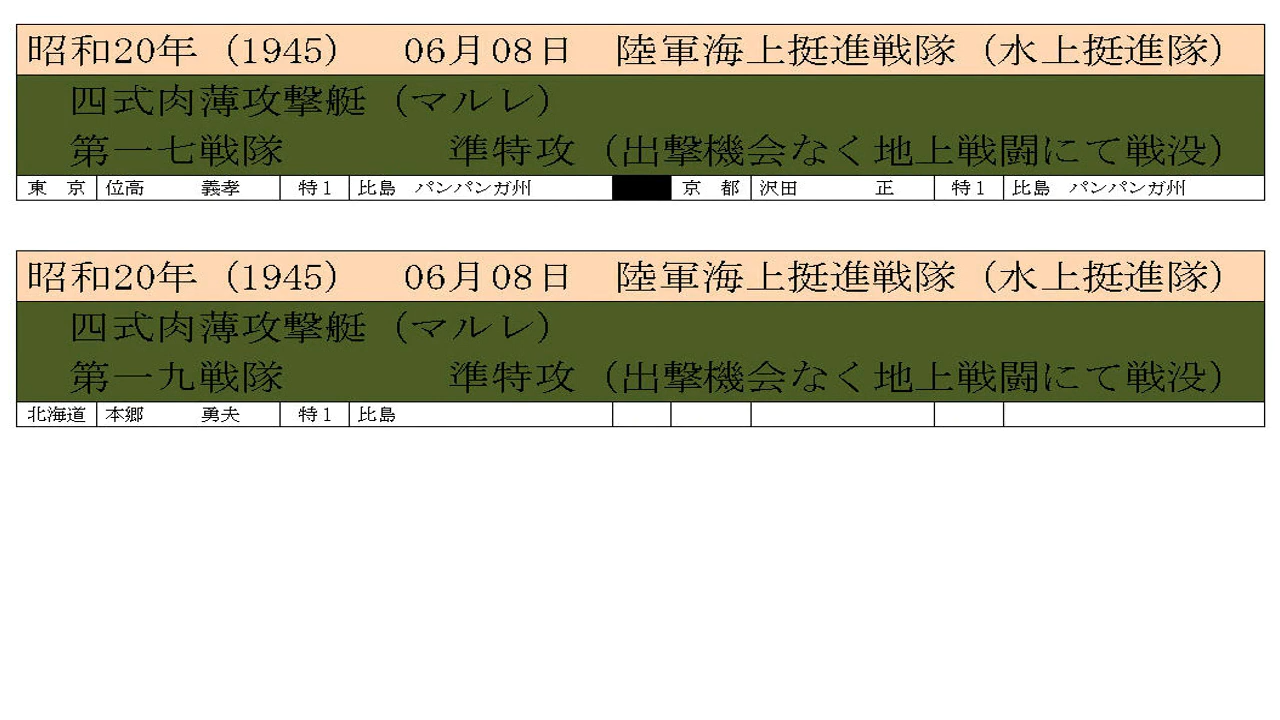 昭和20年（1945）　06月08日　陸軍海上挺進戦隊（水上挺進隊）
四式肉薄攻撃艇（マルレ）
第一七戦隊　準特攻（出撃機会なく地上戦闘にて戦没）
東　京　位高　義孝　特１　比島　パンパンガ州　京　都　沢田　正　特１　比島　パンパンガ州
昭和20年（1945）　06月08日　陸軍海上挺進戦隊（水上挺進隊）
四式肉薄攻撃艇（マルレ）
第一九戦隊　準特攻（出撃機会なく地上戦闘にて戦没）
北海道　本郷　勇夫　特１　比島